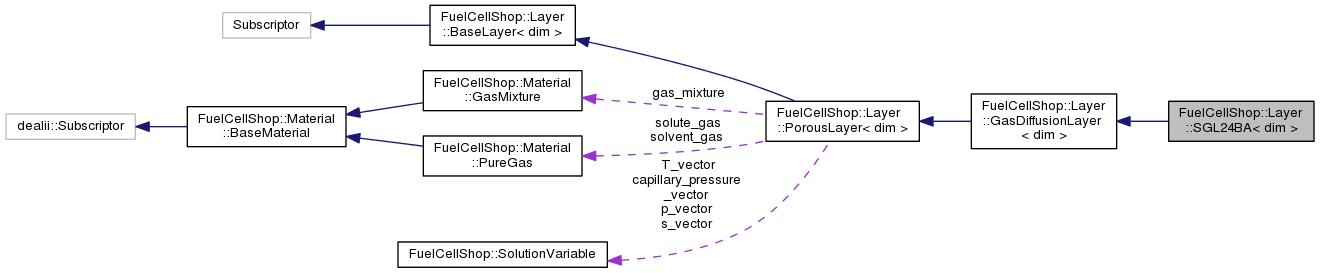 Subscriptor
FuelCellShop::Layer
::BaseLayer< dim >
dealii::Subscriptor
FuelCellShop::Material
::BaseMaterial
FuelCellShop::Material
::GasMixture
FuelCellShop::Material
::PureGas
FuelCellShop::SolutionVariable
gas_mixture
solute_gas
solvent_gas
T_vector
capillary_pressure
_vector
p_vector
s_vector
FuelCellShop::Layer
::PorousLayer< dim >
FuelCellShop::Layer
::GasDiffusionLayer
< dim >
FuelCellShop::Layer
::SGL24BA< dim >